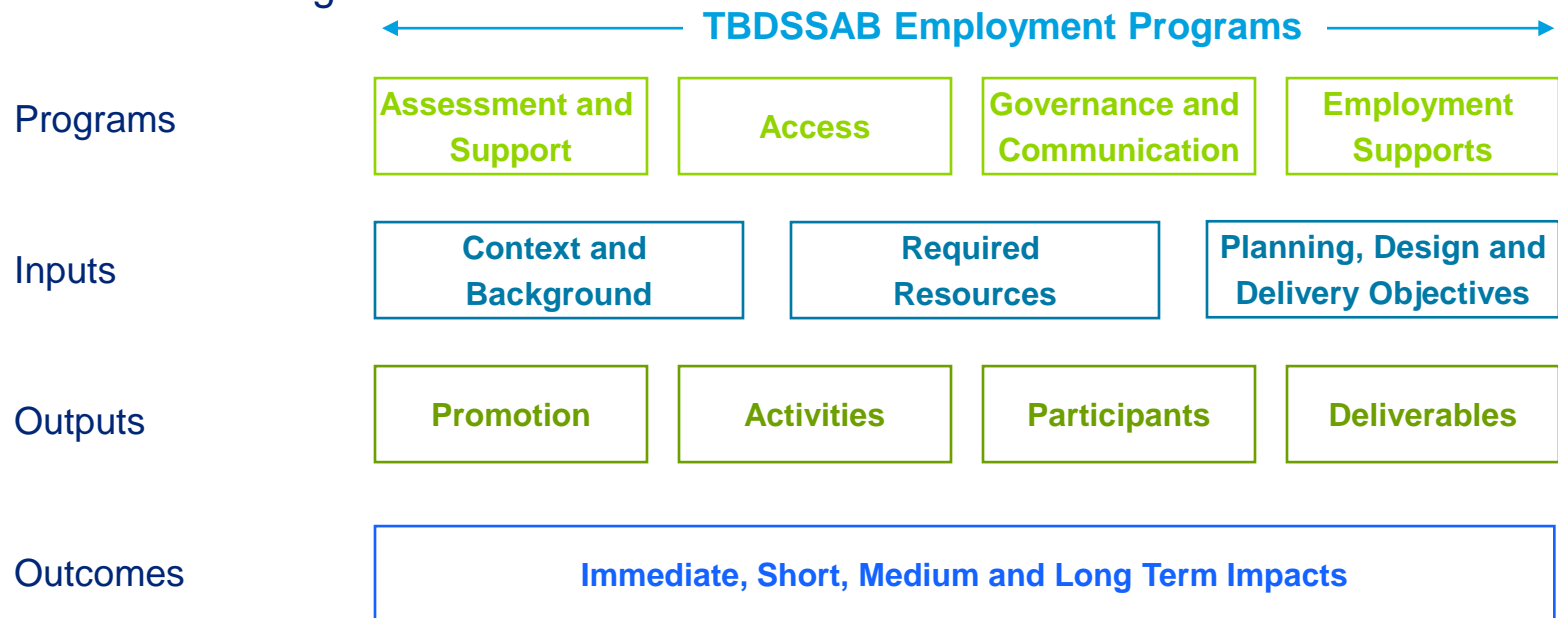 TBDSSAB Employment Programs
Programs
Assessment and
Support
Access
Governance and
Communication
Employment
Supports
Inputs
Context and
Background
Required
Resources
Planning, Design and
Delivery Objectives
Outputs
Promotion
Activities
Participants
Deliverables
Outcomes
Immediate, Short, Medium and Long Term Impacts